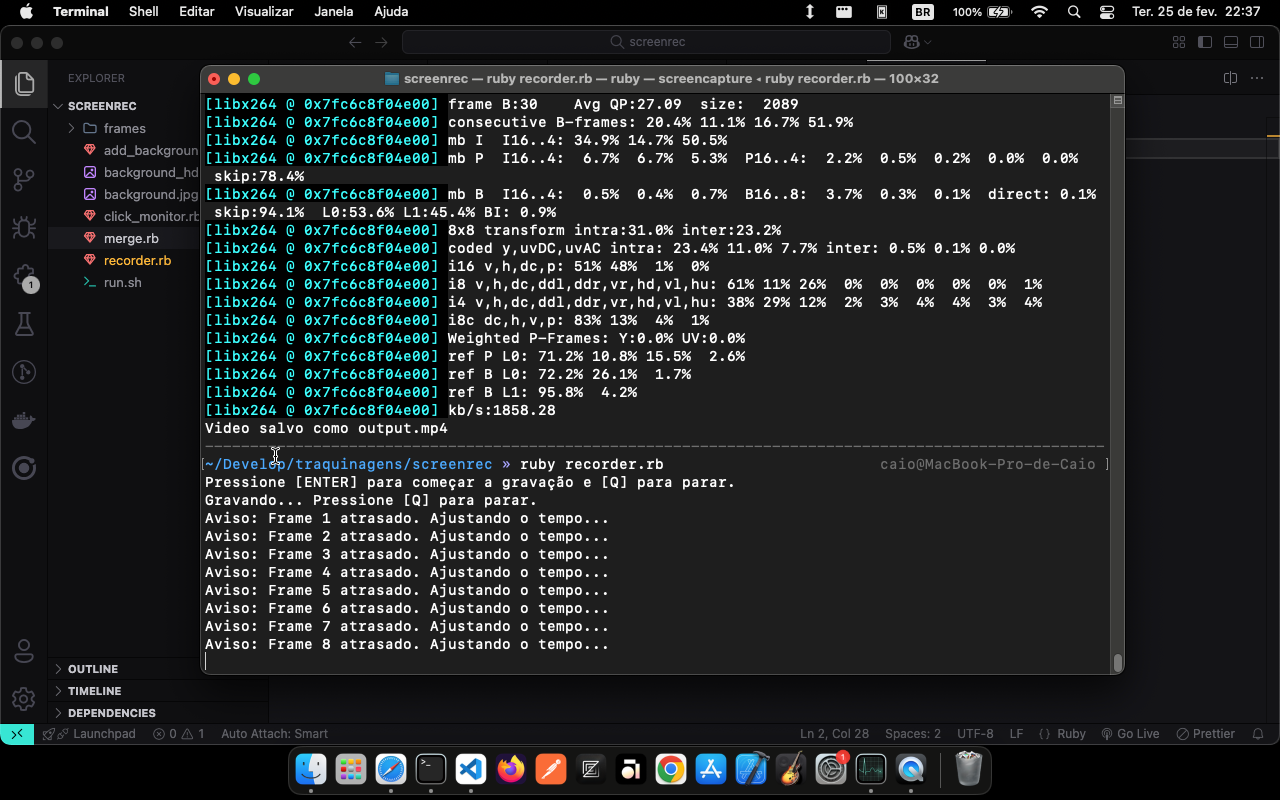 Terminal Shell Editar Visualizar Janela Ajuda BR 100% Ter. 25 de fev. 22:37
screenrec
EXPLORER
SCREENREC
frames
add_backgroun
background_hd
background.jpg
click_monitor.rb
merge.rb
recorder.rb
run.sh
1
OUTLINE
TIMELINE
DEPENDENCIES
screenrec — ruby recorder.rb — ruby — screencapture ◂ ruby recorder.rb — 100×32
[libx264 @ 0x7fc6c8f04e00] frame B:30    Avg QP:27.09  size:  2089
[libx264 @ 0x7fc6c8f04e00] consecutive B-frames: 20.4% 11.1% 16.7% 51.9%
[libx264 @ 0x7fc6c8f04e00] mb I  I16..4: 34.9% 14.7% 50.5%
[libx264 @ 0x7fc6c8f04e00] mb P  I16..4:  6.7%  6.7%  5.3%  P16..4:  2.2%  0.5%  0.2%  0.0%  0.0%
 skip:78.4%
[libx264 @ 0x7fc6c8f04e00] mb B  I16..4:  0.5%  0.4%  0.7%  B16..8:  3.7%  0.3%  0.1%  direct: 0.1%
 skip:94.1%  L0:53.6% L1:45.4% BI: 0.9%
[libx264 @ 0x7fc6c8f04e00] 8x8 transform intra:31.0% inter:23.2%
[libx264 @ 0x7fc6c8f04e00] coded y,uvDC,uvAC intra: 23.4% 11.0% 7.7% inter: 0.5% 0.1% 0.0%
[libx264 @ 0x7fc6c8f04e00] i16 v,h,dc,p: 51% 48%  1%  0%
[libx264 @ 0x7fc6c8f04e00] i8 v,h,dc,ddl,ddr,vr,hd,vl,hu: 61% 11% 26%  0%  0%  0%  0%  0%  1%
[libx264 @ 0x7fc6c8f04e00] i4 v,h,dc,ddl,ddr,vr,hd,vl,hu: 38% 29% 12%  2%  3%  4%  4%  3%  4%
[libx264 @ 0x7fc6c8f04e00] i8c dc,h,v,p: 83% 13%  4%  1%
[libx264 @ 0x7fc6c8f04e00] Weighted P-Frames: Y:0.0% UV:0.0%
[libx264 @ 0x7fc6c8f04e00] ref P L0: 71.2% 10.8% 15.5%  2.6%
[libx264 @ 0x7fc6c8f04e00] ref B L0: 72.2% 26.1%  1.7%
[libx264 @ 0x7fc6c8f04e00] ref B L1: 95.8%  4.2%
[libx264 @ 0x7fc6c8f04e00] kb/s:1858.28
Video salvo como output.mp4
[~/Develop/traquinagens/screenrec » ruby recorder.rb caio@MacBook-Pro-de-Caio ]
Pressione [ENTER] para começar a gravação e [Q] para parar.
Gravando... Pressione [Q] para parar.
Aviso: Frame 1 atrasado. Ajustando o tempo...
Aviso: Frame 2 atrasado. Ajustando o tempo...
Aviso: Frame 3 atrasado. Ajustando o tempo...
Aviso: Frame 4 atrasado. Ajustando o tempo...
Aviso: Frame 5 atrasado. Ajustando o tempo...
Aviso: Frame 6 atrasado. Ajustando o tempo...
Aviso: Frame 7 atrasado. Ajustando o tempo...
Aviso: Frame 8 atrasado. Ajustando o tempo...
Launchpad 0 1 Auto Attach: Smart Ln 2, Col 28 Spaces: 2 UTF-8 LF {} Ruby Go Live Prettier
1